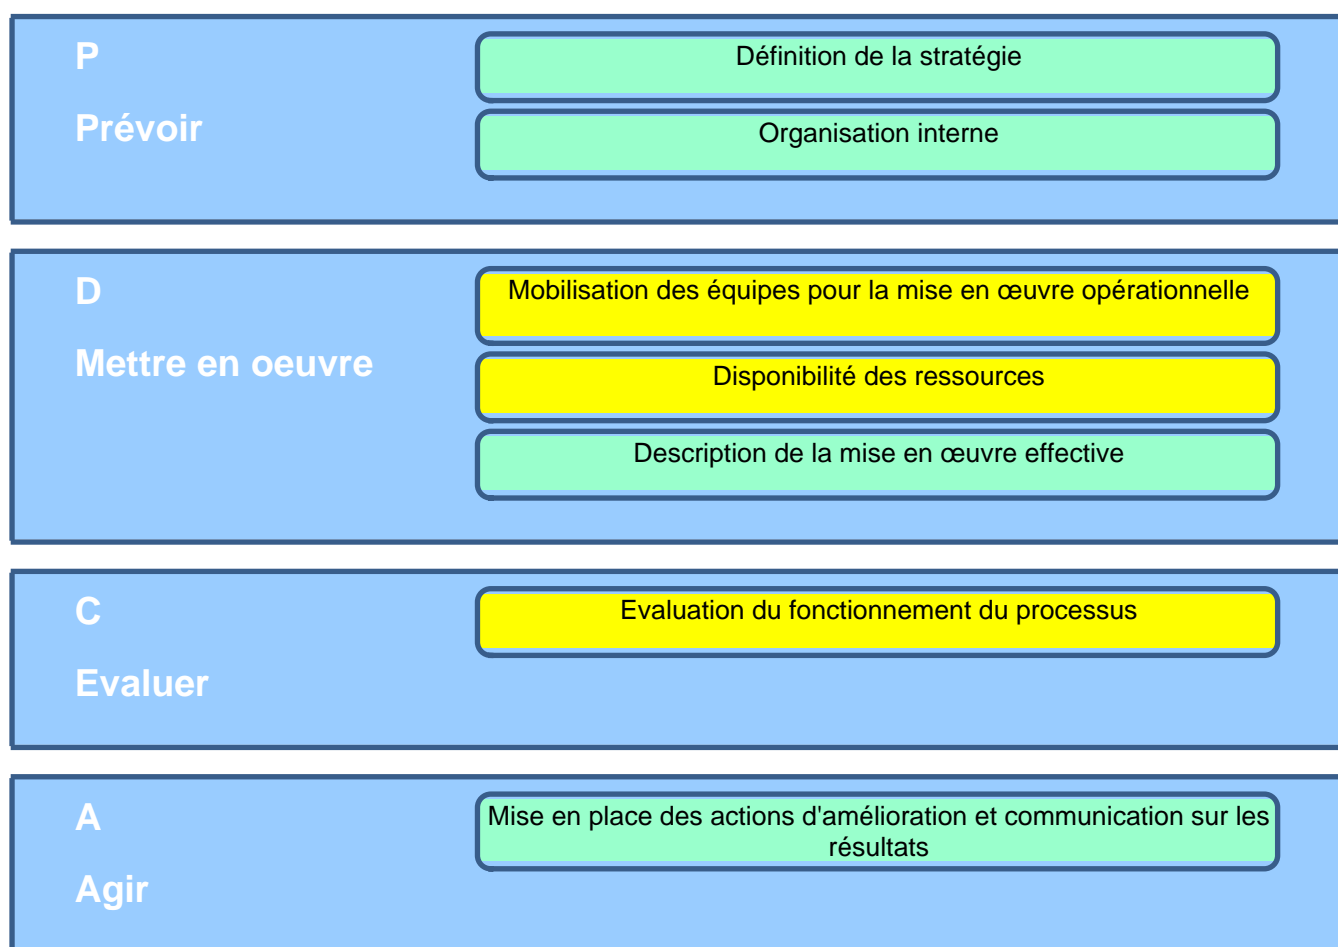 P
Prévoir
Définition de la stratégie
Organisation interne
D
Mettre en oeuvre
Mobilisation des équipes pour la mise en œuvre opérationnelle
Disponibilité des ressources
Description de la mise en œuvre effective
C
Evaluer
Evaluation du fonctionnement du processus
A
Agir
Mise en place des actions d'amélioration et communication sur les
résultats